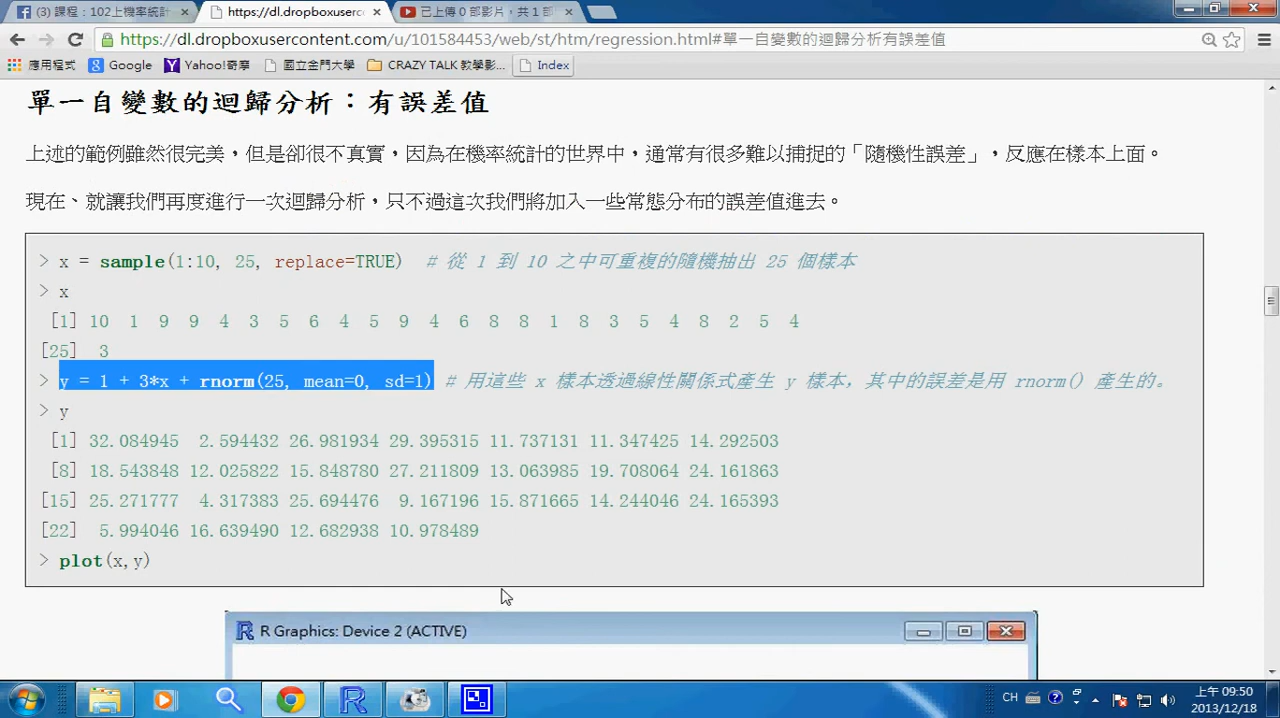 (3) 課程：102上機率統計
https://dl.dropboxuserc
已上傳 0 部影片，共 1 部
https://dl.dropboxusercontent.com/u/101584453/web/st/htm/regression.html#單一自變數的迴歸分析有誤差值
應用程式 Google Yahoo!奇摩 國立金門大學 CRAZY TALK 教學影... Index
單一自變數的迴歸分析：有誤差值
上述的範例雖然很完美，但是卻很不真實，因為在機率統計的世界中，通常有很多難以捕捉的「隨機性誤差」，反應在樣本上面。
現在、就讓我們再度進行一次迴歸分析，只不過這次我們將加入一些常態分布的誤差值進去。
> x = sample(1:10, 25, replace=TRUE) # 從 1 到 10 之中可重複的隨機抽出 25 個樣本
> x
[1] 10 1 9 9 4 3 5 6 4 5 9 4 6 8 8 1 8 3 5 4 8 2 5 4
[25] 3
> y = 1 + 3*x + rnorm(25, mean=0, sd=1) # 用這些 x 樣本透過線性關係式產生 y 樣本，其中的誤差是用 rnorm() 產生的。
> y
[1] 32.084945 2.594432 26.981934 29.395315 11.737131 11.347425 14.292503
[8] 18.543848 12.025822 15.848780 27.211809 13.063985 19.708064 24.161863
[15] 25.271777 4.317383 25.694476 9.167196 15.871665 14.244046 24.165393
[22] 5.994046 16.639490 12.682938 10.978489
> plot(x,y)
R Graphics: Device 2 (ACTIVE)
CH
上午 09:50
2013/12/18